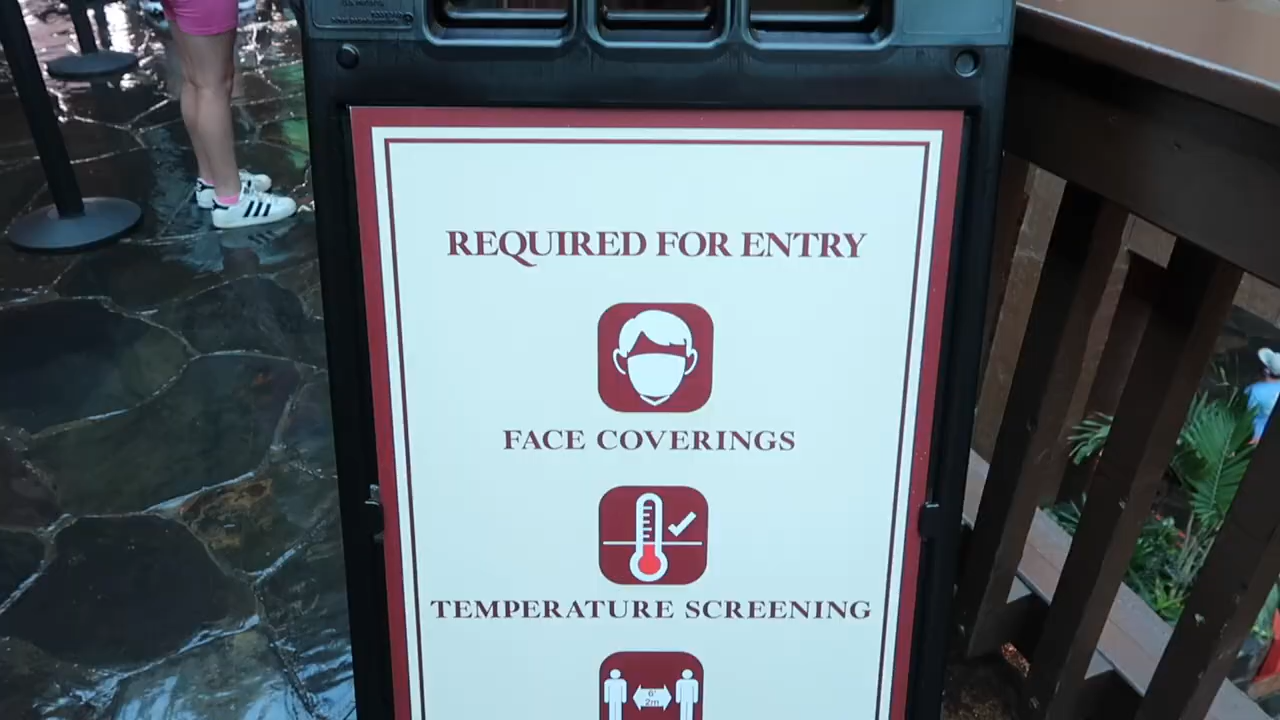 REQUIRED FOR ENTRY
FACE COVERINGS
TEMPERATURE SCREENING
6'
2m